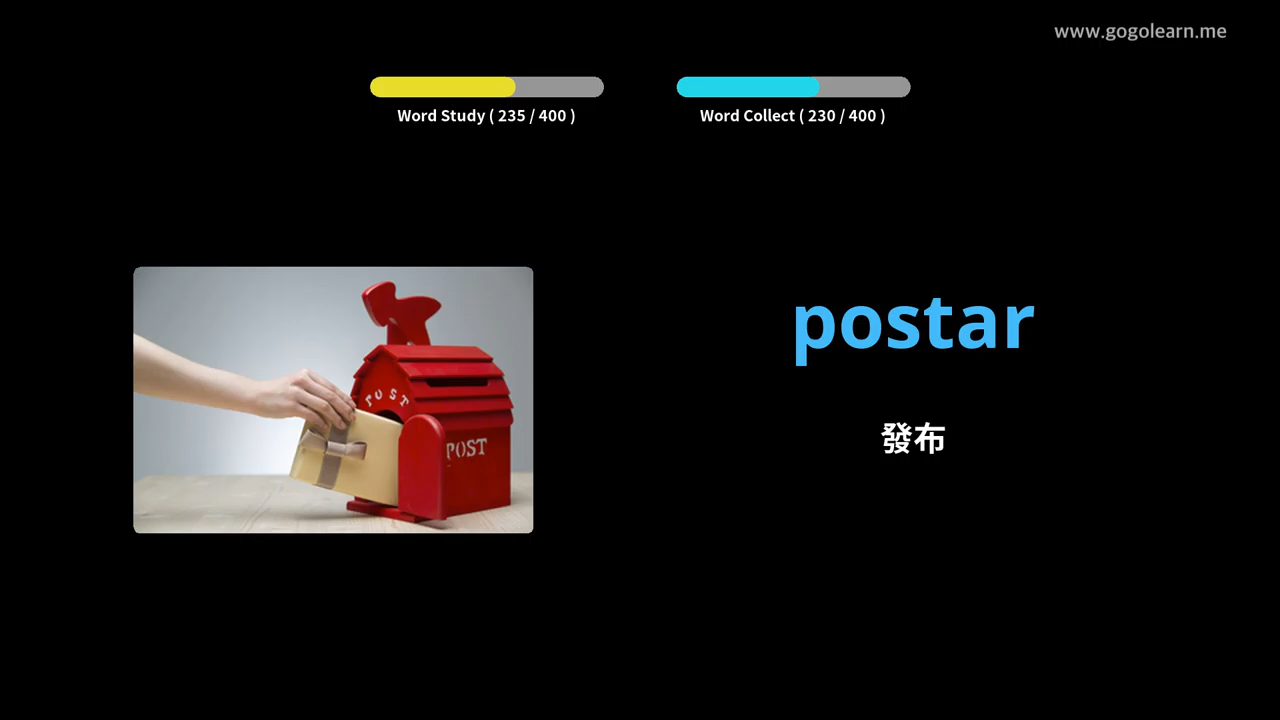 www.gogolearn.me
Word Study ( 235 / 400 )
Word Collect ( 230 / 400 )
postar
發布
POST
POST